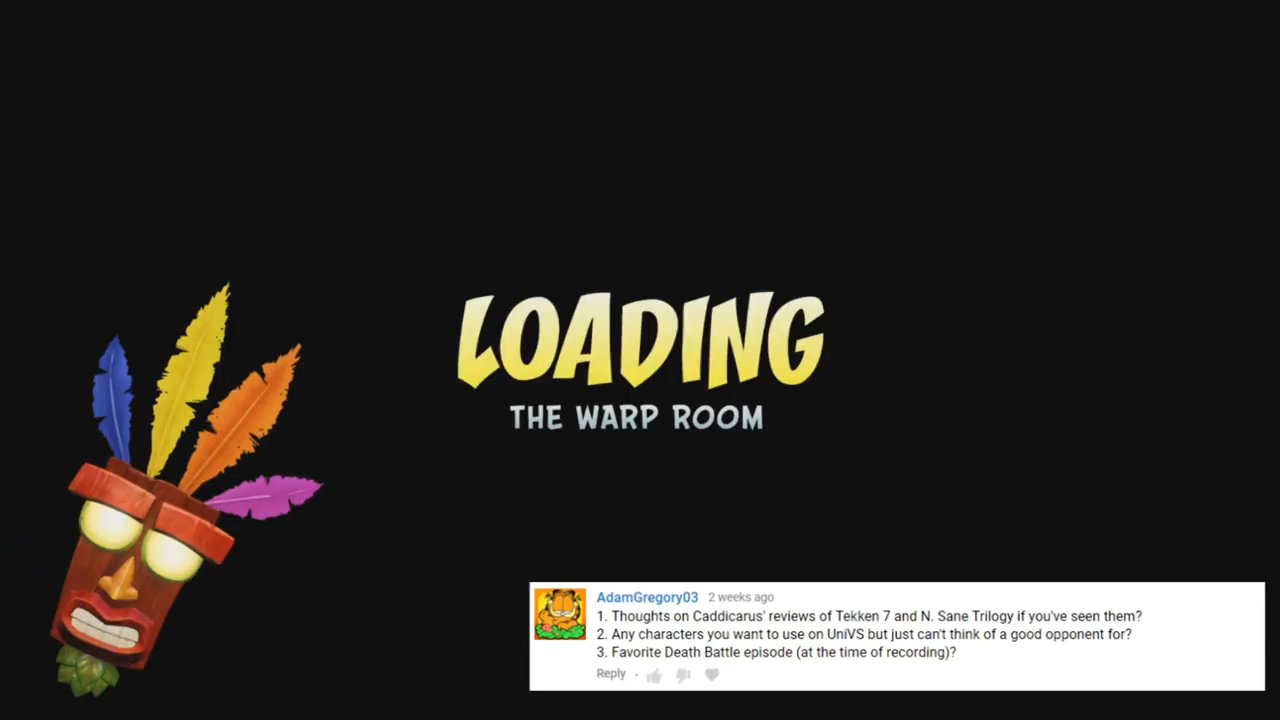 LOADING
THE WARP ROOM
AdamGregory03 2 weeks ago
1. Thoughts on Caddicarus' reviews of Tekken 7 and N. Sane Trilogy if you've seen them?
2. Any characters you want to use on UniVS but just can't think of a good opponent for?
3. Favorite Death Battle episode (at the time of recording)?
Reply ·